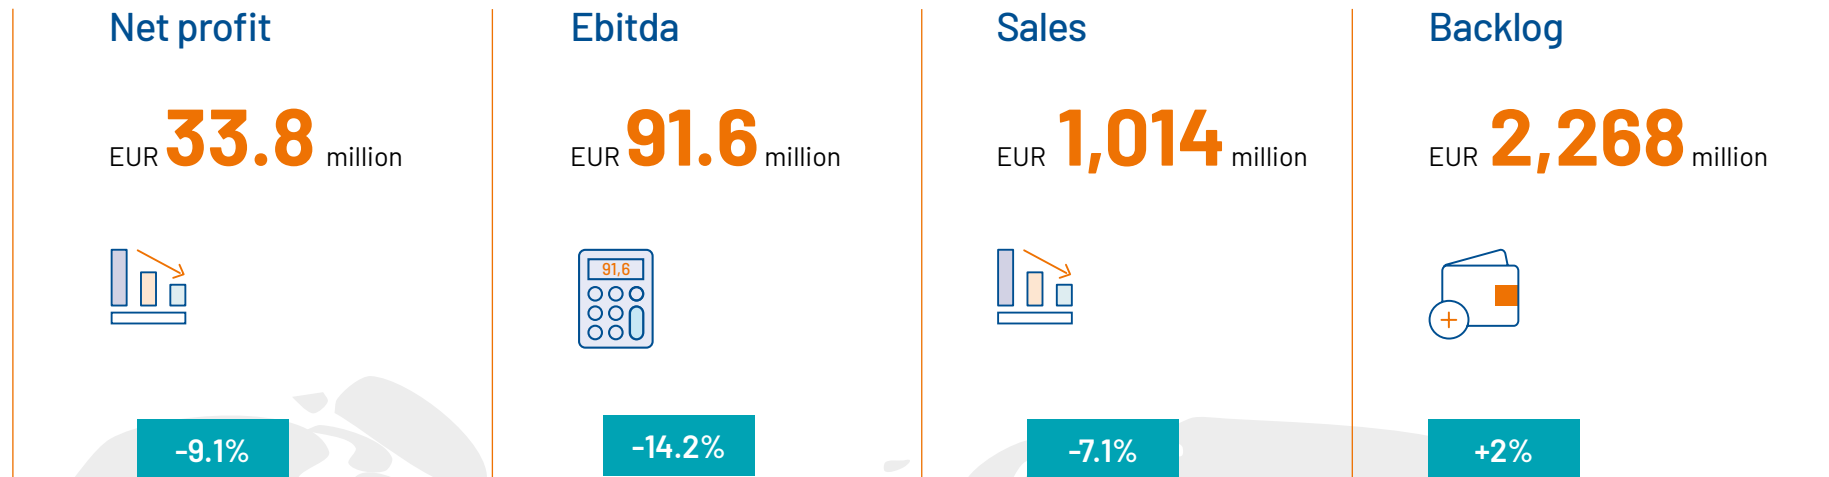 Net profit
EUR 33.8 million
-9.1%
Ebitda
EUR 91.6 million
91,6
-14.2%
Sales
EUR 1,014 million
-7.1%
Backlog
EUR 2,268 million
+2%